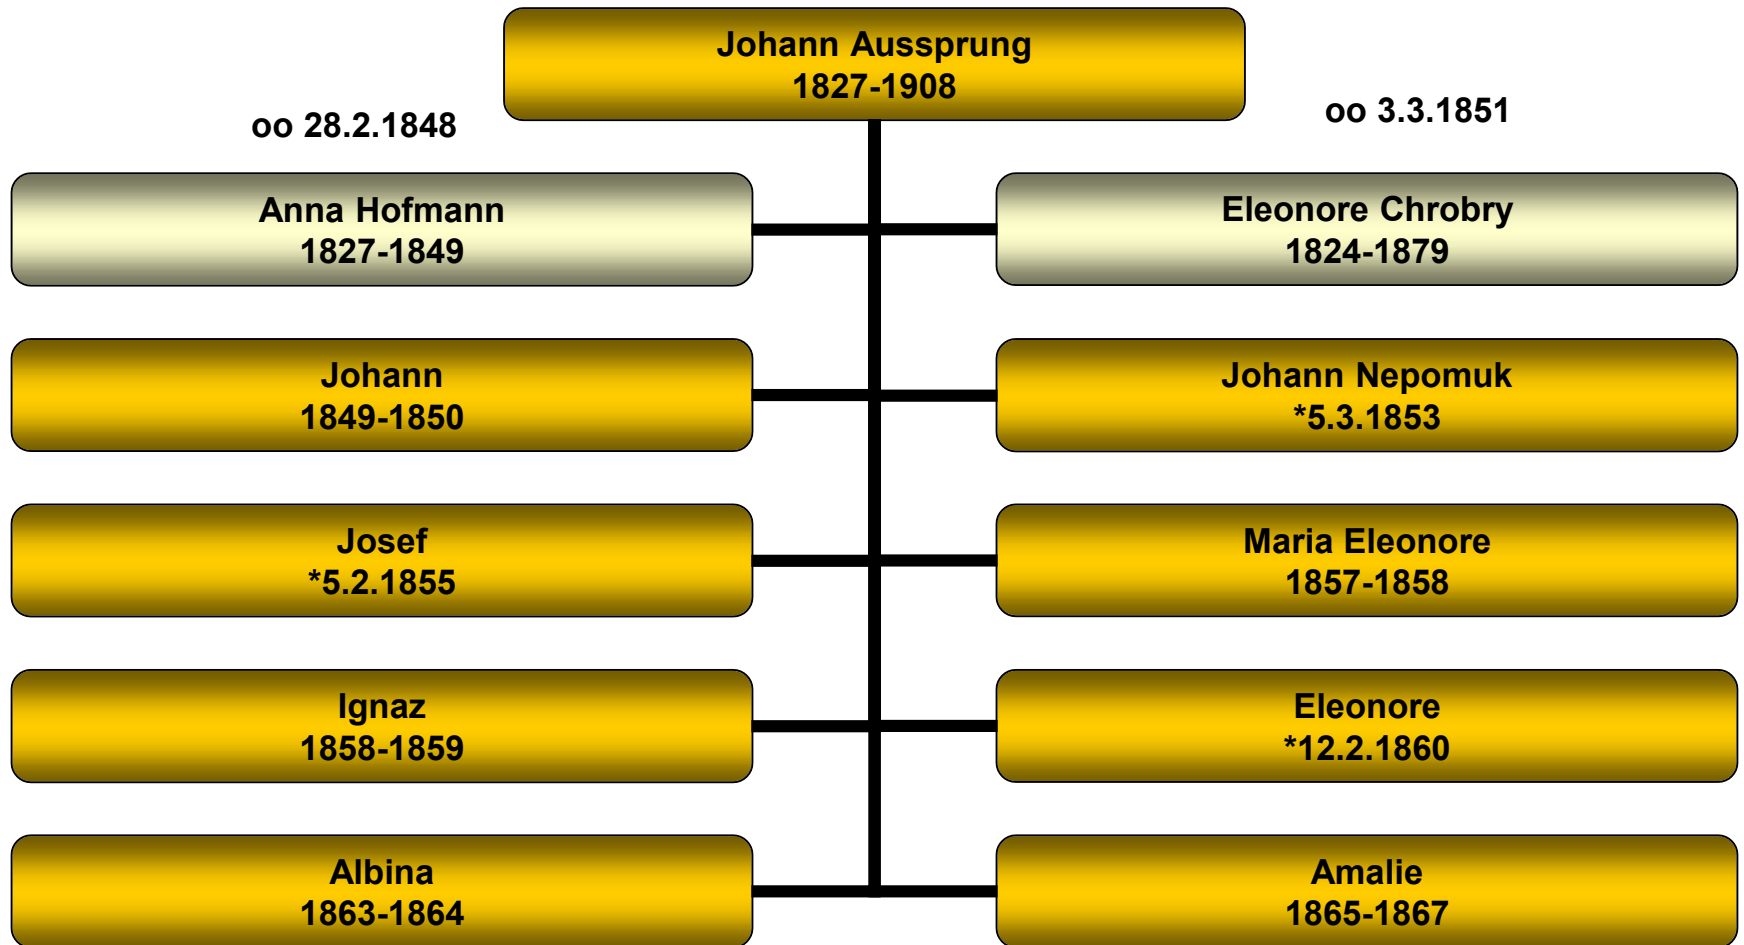 Johann Aussprung
1827-1908
oo 28.2.1848
oo 3.3.1851
Anna Hofmann
1827-1849
Eleonore Chrobry
1824-1879
Johann
1849-1850
Johann Nepomuk
*5.3.1853
Josef
*5.2.1855
Maria Eleonore
1857-1858
Ignaz
1858-1859
Eleonore
*12.2.1860
Albina
1863-1864
Amalie
1865-1867